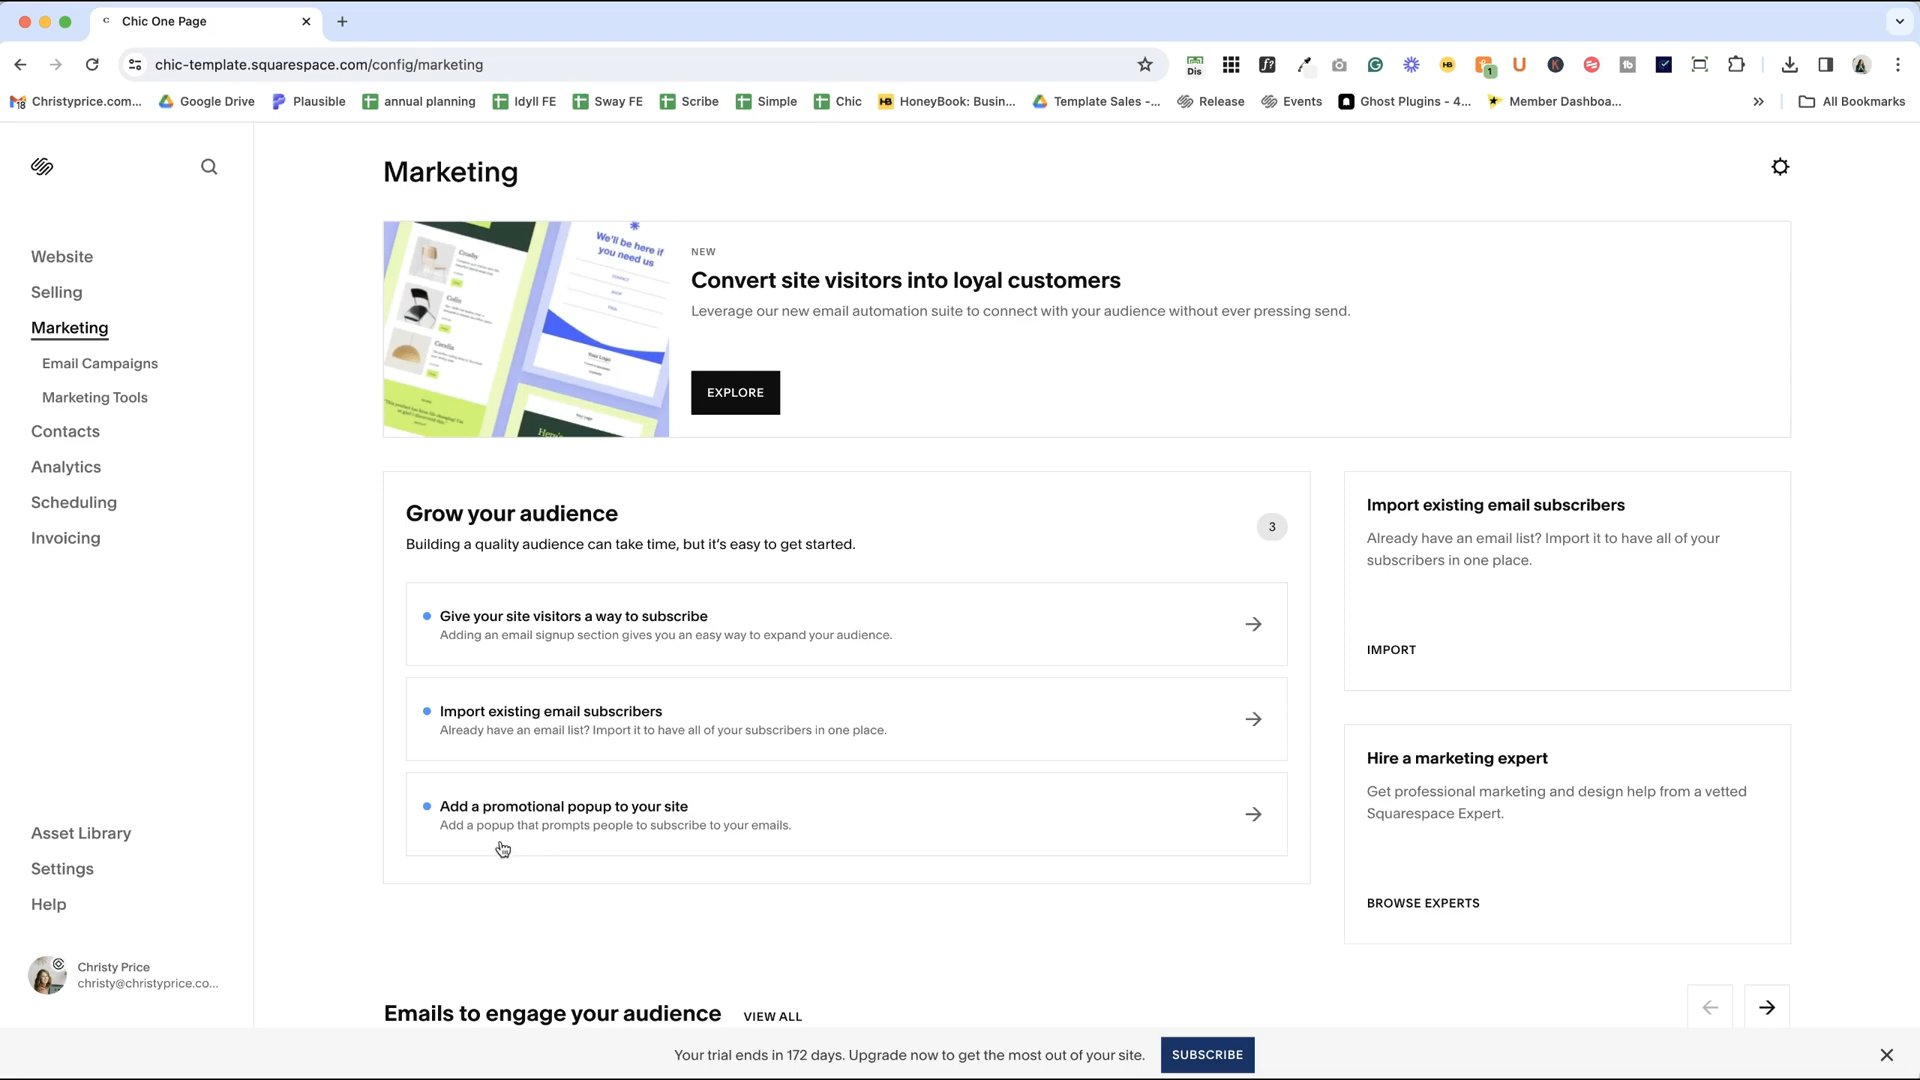 Chic One Page
chic-template.squarespace.com/config/marketing
Dis
1
Christyprice.com...
Google Drive
Plausible
annual planning
Idyll FE
Sway FE
Scribe
Simple
Chic
HoneyBook: Busin...
Template Sales -...
Release
Events
Ghost Plugins - 4...
Member Dashboa...
All Bookmarks
Website
Selling
Marketing
Email Campaigns
Marketing Tools
Contacts
Analytics
Scheduling
Invoicing
Asset Library
Settings
Help
Christy Price
christy@christyprice.co...
Marketing
We'll be here if
you need us
NEW
Convert site visitors into loyal customers
Leverage our new email automation suite to connect with your audience without ever pressing send.
EXPLORE
Grow your audience
Building a quality audience can take time, but it's easy to get started.
3
Give your site visitors a way to subscribe
Adding an email signup section gives you an easy way to expand your audience.
Import existing email subscribers
Already have an email list? Import it to have all of your subscribers in one place.
Add a promotional popup to your site
Add a popup that prompts people to subscribe to your emails.
Import existing email subscribers
Already have an email list? Import it to have all of your
subscribers in one place.
IMPORT
Hire a marketing expert
Get professional marketing and design help from a vetted
Squarespace Expert.
BROWSE EXPERTS
Emails to engage your audience
VIEW ALL
Your trial ends in 172 days. Upgrade now to get the most out of your site.
SUBSCRIBE